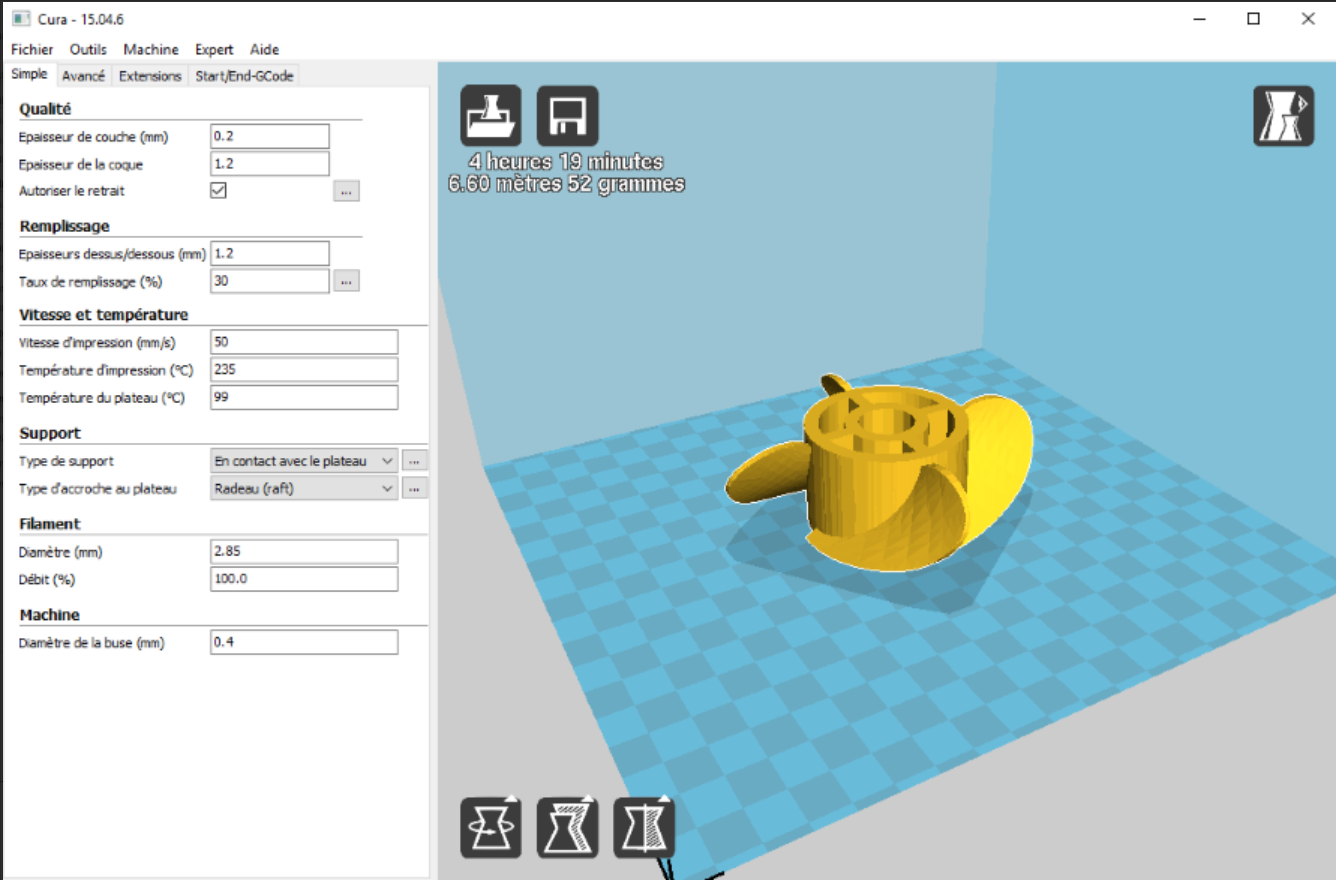 Cura - 15.04.6
Fichier Outils Machine Expert Aide
Simple Avancé Extensions Start/End-GCode
Qualité
Epaisseur de couche (mm) 0.2
Epaisseur de la coque 1.2
Autoriser le retrait ...
Remplissage
Epaisseurs dessus/dessous (mm) 1.2
Taux de remplissage (%) 30 ...
Vitesse et température
Vitesse d'impression (mm/s) 50
Température d'impression (°C) 235
Température du plateau (°C) 99
Support
Type de support En contact avec le plateau ...
Type d'accroche au plateau Radeau (raft) ...
Filament
Diamètre (mm) 2.85
Débit (%) 100.0
Machine
Diamètre de la buse (mm) 0.4
4 heures 19 minutes
6.60 mètres 52 grammes